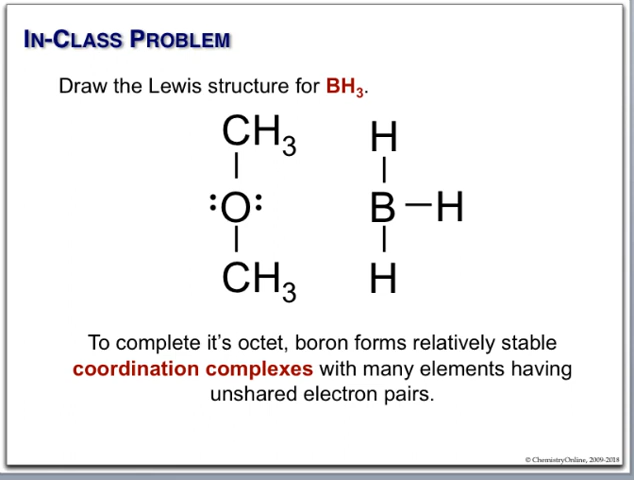 IN-CLASS PROBLEM
Draw the Lewis structure for BH₃.
CH₃ H
:O: B—H
CH₃ H
To complete it's octet, boron forms relatively stable
coordination complexes with many elements having
unshared electron pairs.
© ChemistryOnline, 2009-2018